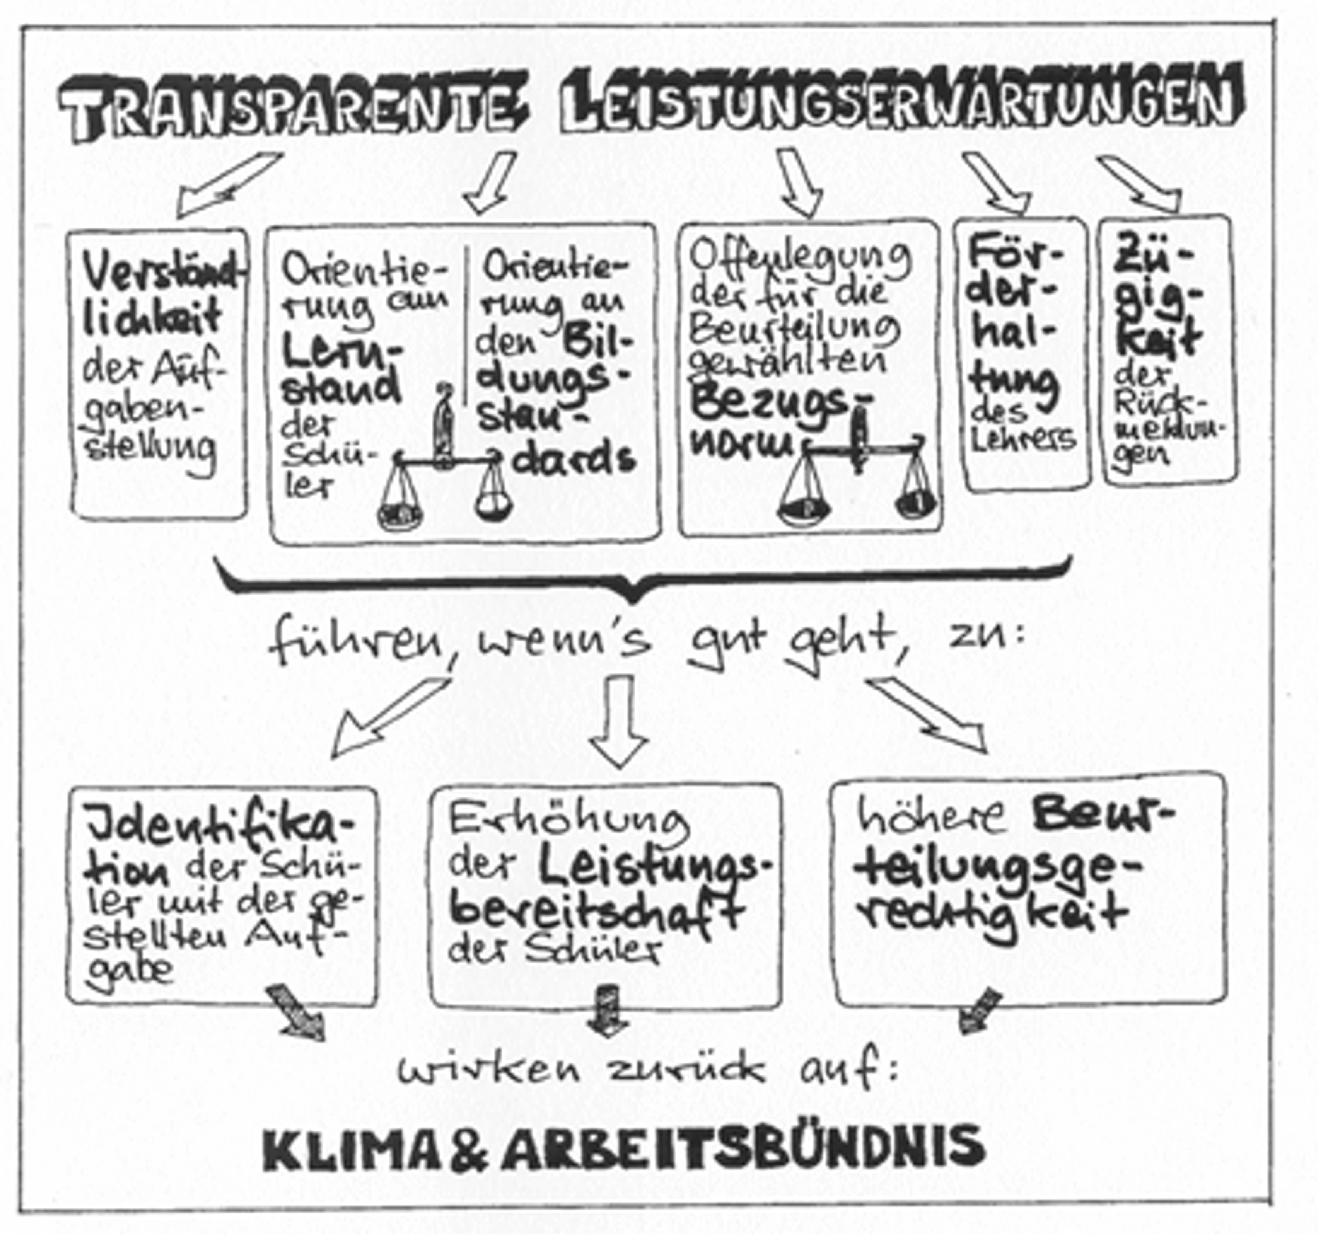 TRANSPARENTE LEISTUNGSERWARTUNGEN
Verständ-
lichkeit
der Auf-
gaben-
stellung
Orientie-
rung am
Lern-
stand
der
Schü-
ler
Orientie-
rung an
den Bil-
dungs-
stan-
dards
Offenlegung
der für die
Beurteilung
gewählten
Bezugs-
norm
För-
der-
hal-
tung
des
Lehrers
Zü-
gig-
keit
der
Rück-
meldun-
gen
führen, wenn's gut geht, zu:
Identifika-
tion der Schü-
ler mit der ge-
stellten Auf-
gabe
Erhöhung
der Leistungs-
bereitschaft
der Schüler
höhere Beur-
teilungsge-
rechtigkeit
wirken zurück auf:
KLIMA & ARBEITSBÜNDNIS